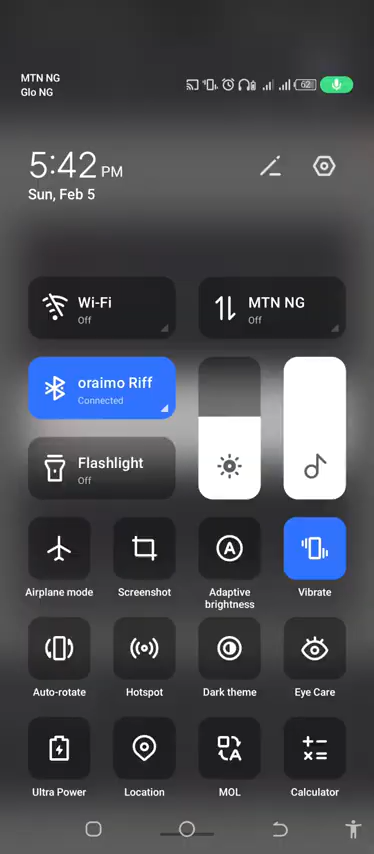 MTN NG
Glo NG
62
5:42 PM
Sun, Feb 5
Wi-Fi
Off
MTN NG
Off
oraimo Riff
Connected
Flashlight
Off
A
Airplane mode
Screenshot
Adaptive
brightness
Vibrate
Auto-rotate
Hotspot
Dark theme
Eye Care
A
Ultra Power
Location
MOL
Calculator